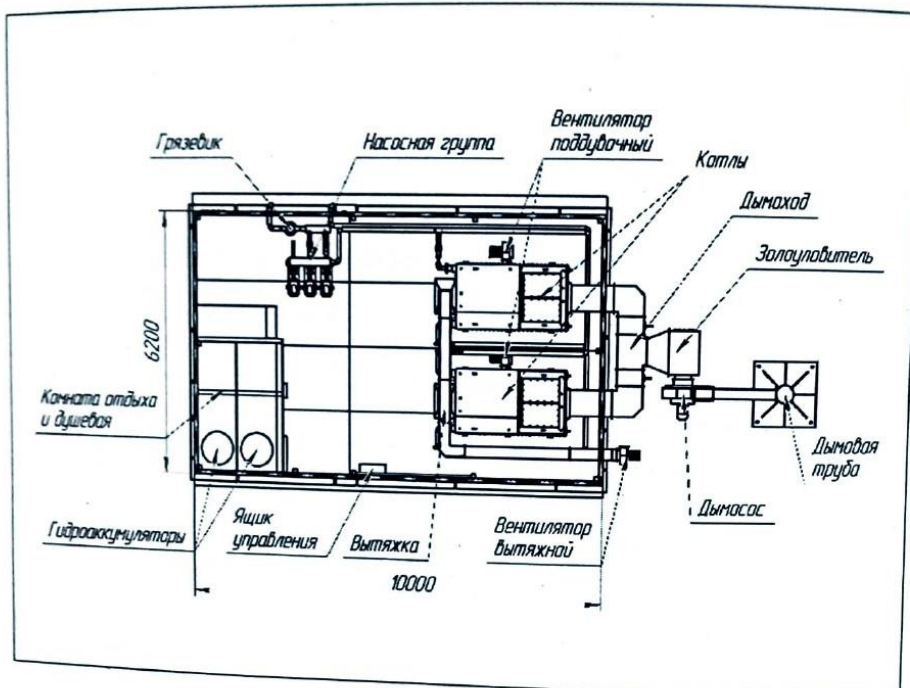 Вентилятор
поддувочный
Грязевик
Насосная группа
Котлы
Дымоход
Золоуловитель
6200
Комната отдыха
и душевая
Дымовая
труба
Дымосос
Гидроаккумуляторы
Ящик
управления
Вытяжка
Вентилятор
вытяжной
10000